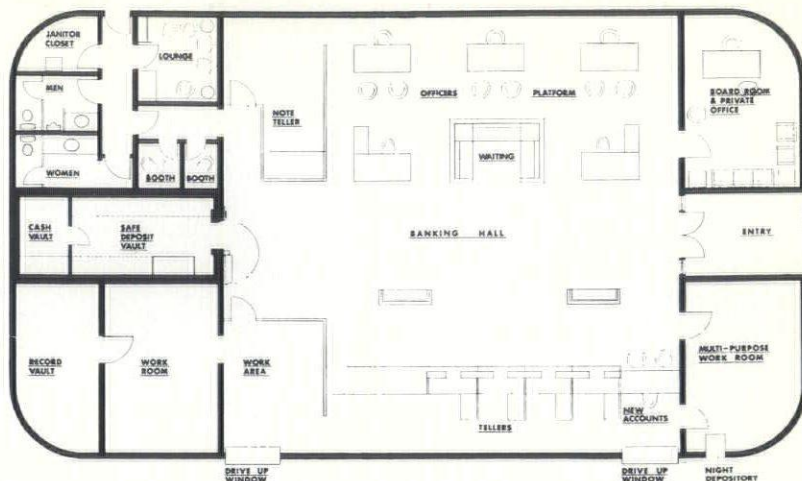 JANITOR
CLOSET
LOUNGE
MEN
WOMEN
BOOTH
BOOTH
NOTE
TELLER
OFFICERS
PLATFORM
WAITING
BOARD ROOM
& PRIVATE
OFFICE
CASH
VAULT
SAFE
DEPOSIT
VAULT
BANKING HALL
ENTRY
RECORD
VAULT
WORK
ROOM
WORK
AREA
MULTI-PURPOSE
WORK ROOM
NEW
ACCOUNTS
TELLERS
DRIVE UP
WINDOW
DRIVE UP
WINDOW
NIGHT
DEPOSITORY